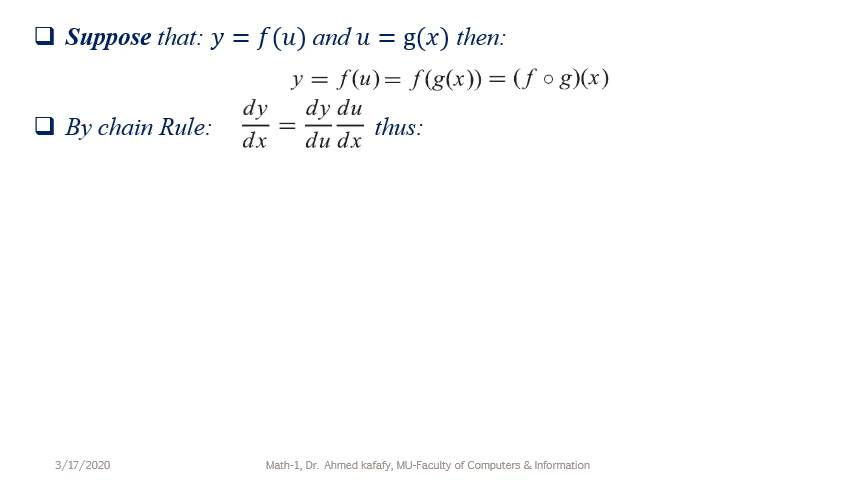 ❑ Suppose that: y = f(u) and u = g(x) then:
y = f(u) = f(g(x)) = (f ∘ g)(x)
❑ By chain Rule: dy/dx = dy/du du/dx thus:
3/17/2020 Math-1, Dr. Ahmed kafafy, MU-Faculty of Computers & Information